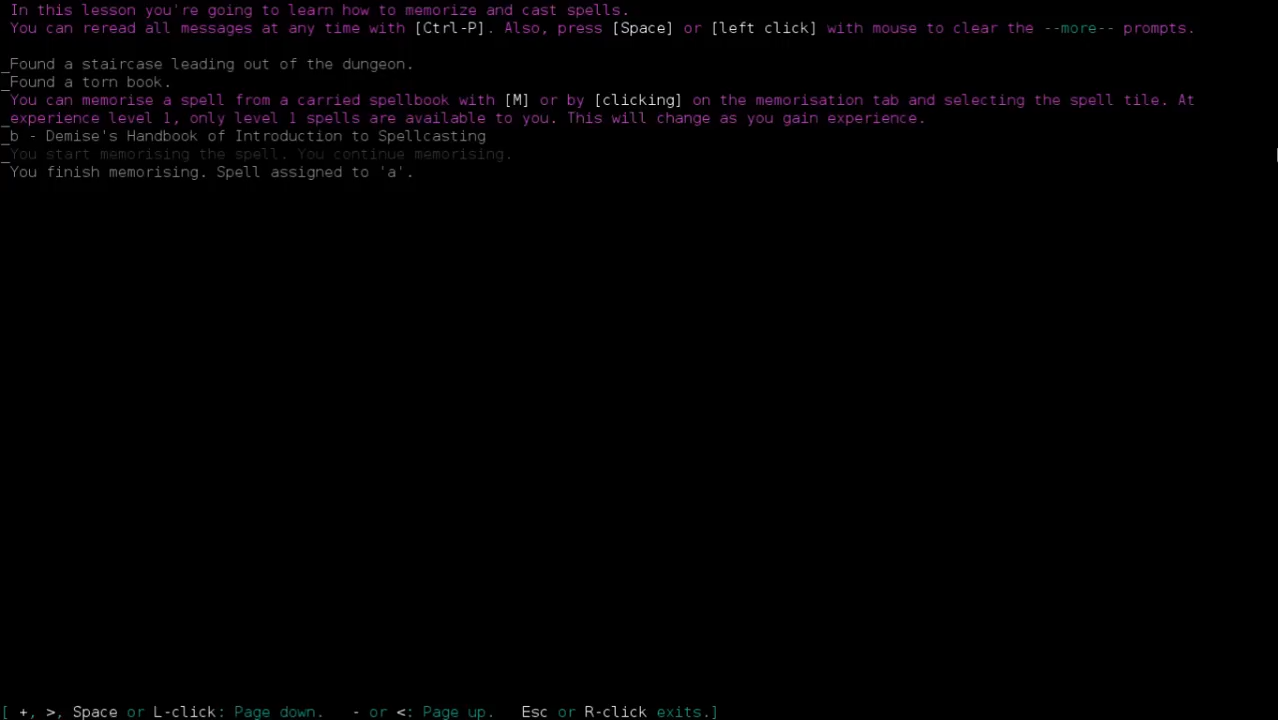 In this lesson you're going to learn how to memorize and cast spells.
You can reread all messages at any time with [Ctrl-P]. Also, press [Space] or [left click] with mouse to clear the --more-- prompts.
_Found a staircase leading out of the dungeon.
_Found a torn book.
You can memorise a spell from a carried spellbook with [M] or by [clicking] on the memorisation tab and selecting the spell tile. At
_experience level 1, only level 1 spells are available to you. This will change as you gain experience.
_b - Demise's Handbook of Introduction to Spellcasting
_You start memorising the spell. You continue memorising.
You finish memorising. Spell assigned to 'a'.
[ +, >, Space or L-click: Page down.   - or <: Page up.   Esc or R-click exits.]